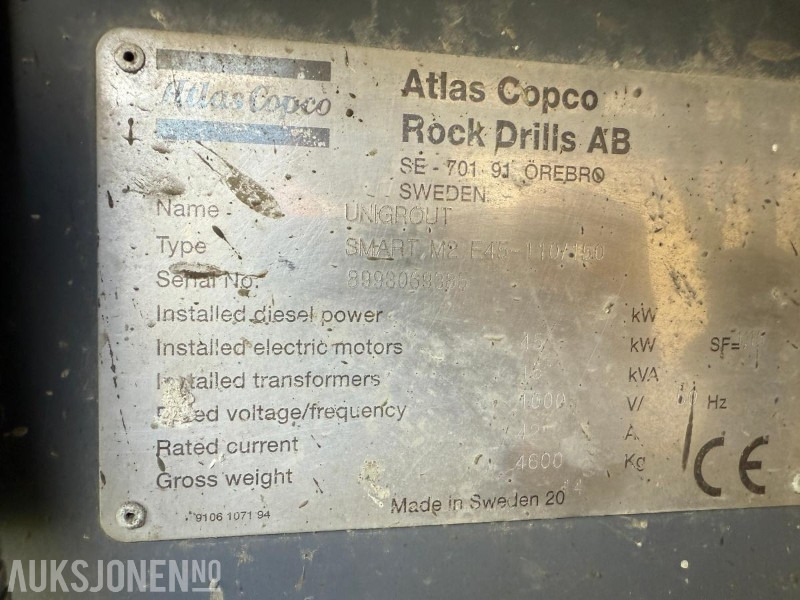 Atlas Copco
Atlas Copco
Rock Drills AB
SE - 701 91 ÖREBRO
SWEDEN
Name UNIGROUT
Type SMART M2
Serial No.
Installed diesel power kW
Installed electric motors kW SF=
Installed transformers kVA
Rated voltage/frequency V/ Hz
Rated current A
Gross weight 4600 Kg
Made in Sweden 20
9106 1071 94
CE
AUKSJONEN.NO